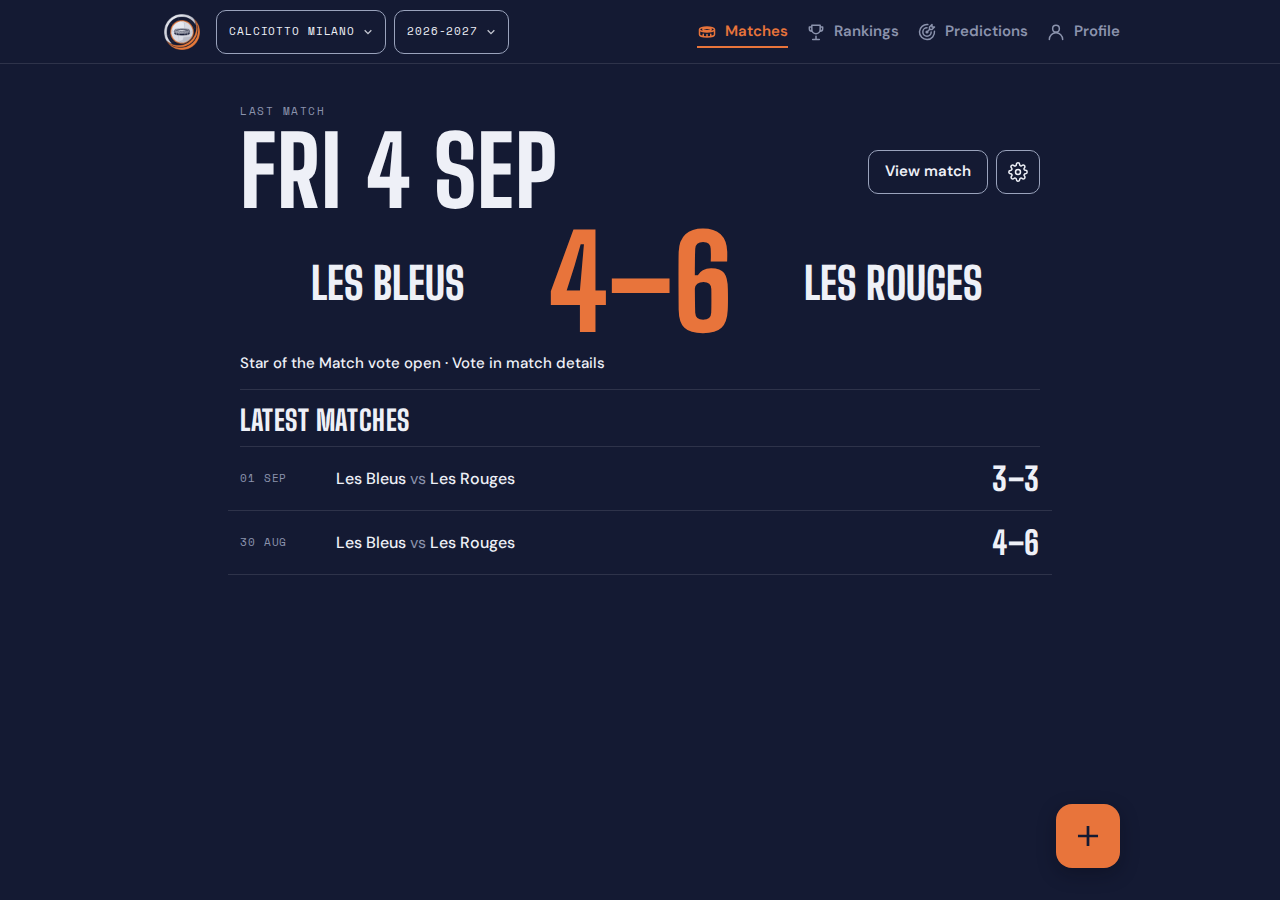 CALCIOTTO MILANO
2026-2027
Matches
Rankings
Predictions
Profile
LAST MATCH
FRI 4 SEP
View match
LES BLEUS
4–6
LES ROUGES
Star of the Match vote open · Vote in match details
LATEST MATCHES
01 SEP
Les Bleus vs Les Rouges
3–3
30 AUG
Les Bleus vs Les Rouges
4–6